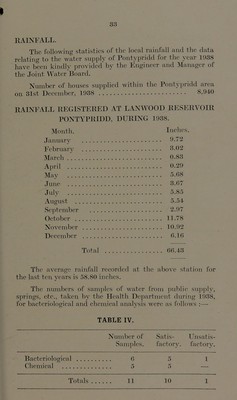 33
RAINFALL.
The following statistics of the local rainfall and the data
relating to the water supply of Pontypridd for the year 1938
have been kindly provided by the Engineer and Manager of
the Joint Water Board.
Number of houses supplied within the Pontypridd area
on 31st December, 1938 .......................... 8,940
RAINFALL REGISTERED AT LANWOOD RESERVOIR
PONTYPRIDD, DURING 1938.
Month. Inches.
January .......................... 9.72
February .......................... 3.02
March .......................... 0.83
April .......................... 0.29
May .......................... 5.68
June .......................... 3.67
July .......................... 5.85
August .......................... 5.54
September .......................... 2.97
October .......................... 11.78
November .......................... 10.92
December .......................... 6.16
Total .......................... 66.43
The average rainfall recorded at the above station for
the last ten years is 58.80 inches.
The numbers of samples of water from public supply,
springs, etc., taken by the Health Department during 1938,
for bacteriological and chemical analysis were as follows :—
TABLE IV.
Number of Satis- Unsatis-
Samples. factory. factory.
Bacteriological ........... 6 5 1
Chemical .............. 5 5 —
Totals ...... 11 10 1